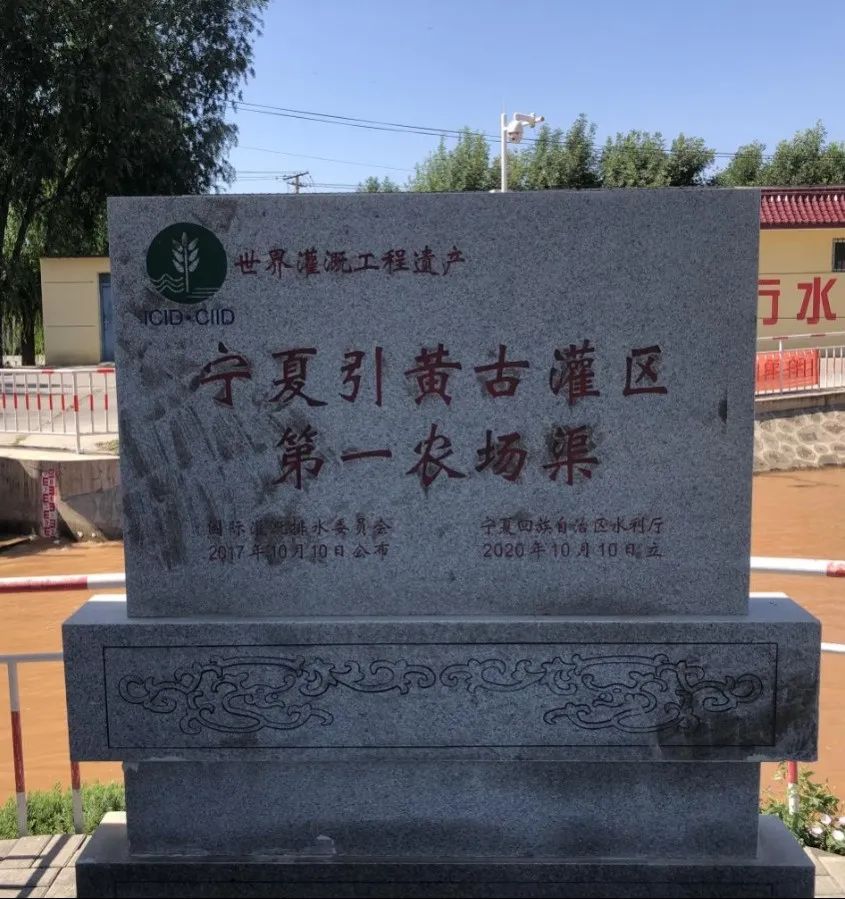 世界灌溉工程遗产
ICID·CIID
宁夏引黄古灌区
第一农场渠
国际灌溉排水委员会
2017年10月10日公布
宁夏回族自治区水利厅
2020年10月10日立
行水